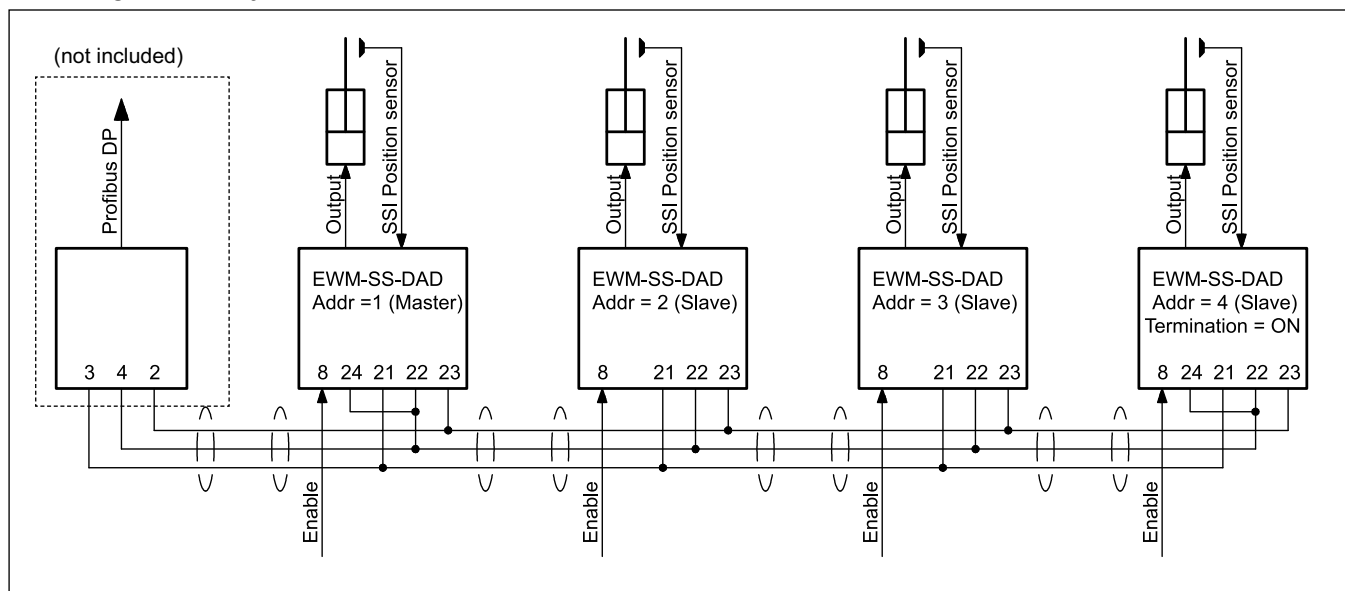 (not included)
Profibus DP
3 4 2
Output
SSI Position sensor
EWM-SS-DAD
Addr =1 (Master)
8 24 21 22 23
Enable
Output
SSI Position sensor
EWM-SS-DAD
Addr = 2 (Slave)
8 21 22 23
Enable
Output
SSI Position sensor
EWM-SS-DAD
Addr = 3 (Slave)
8 21 22 23
Enable
Output
SSI Position sensor
EWM-SS-DAD
Addr = 4 (Slave)
Termination = ON
8 24 21 22 23
Enable